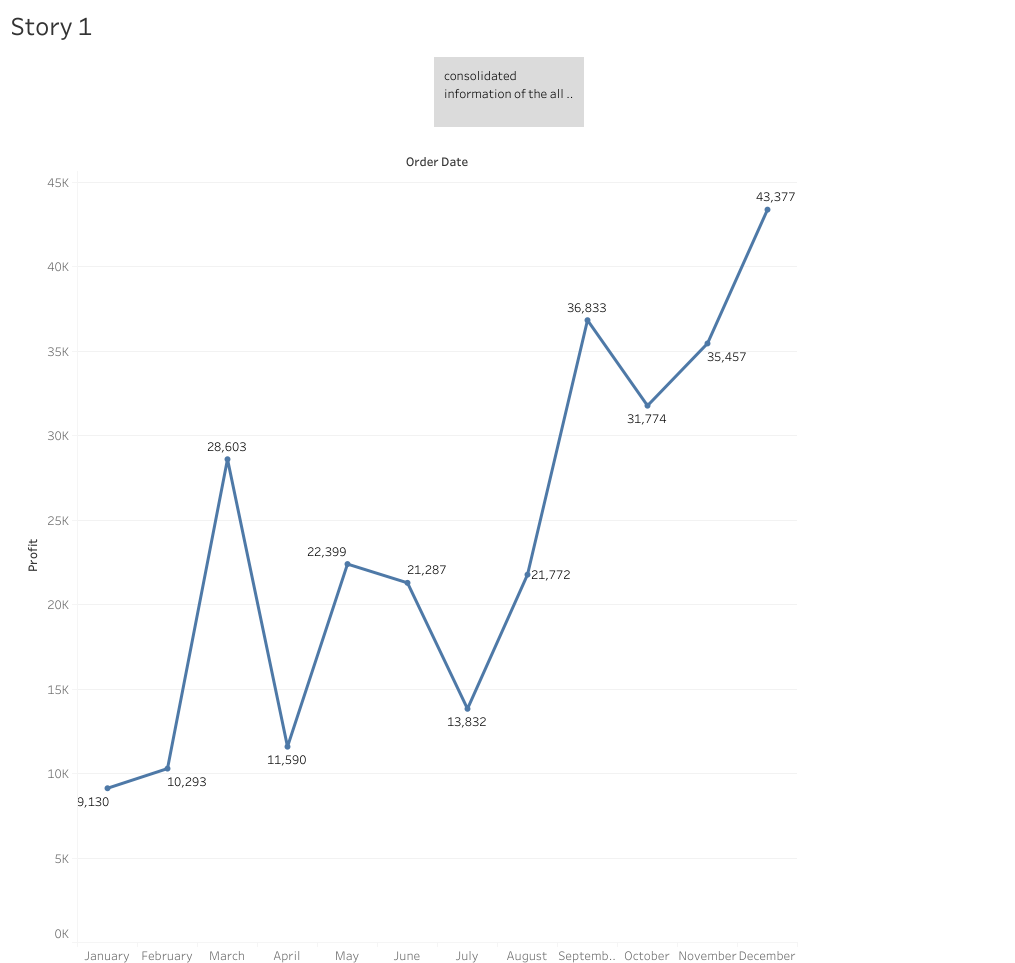 Story 1
consolidated
information of the all ..
Order Date
45K
40K
35K
30K
25K
20K
15K
10K
5K
0K
Profit
9,130
10,293
28,603
11,590
22,399
21,287
13,832
21,772
36,833
31,774
35,457
43,377
January February March April May June July August Septemb.. October November December